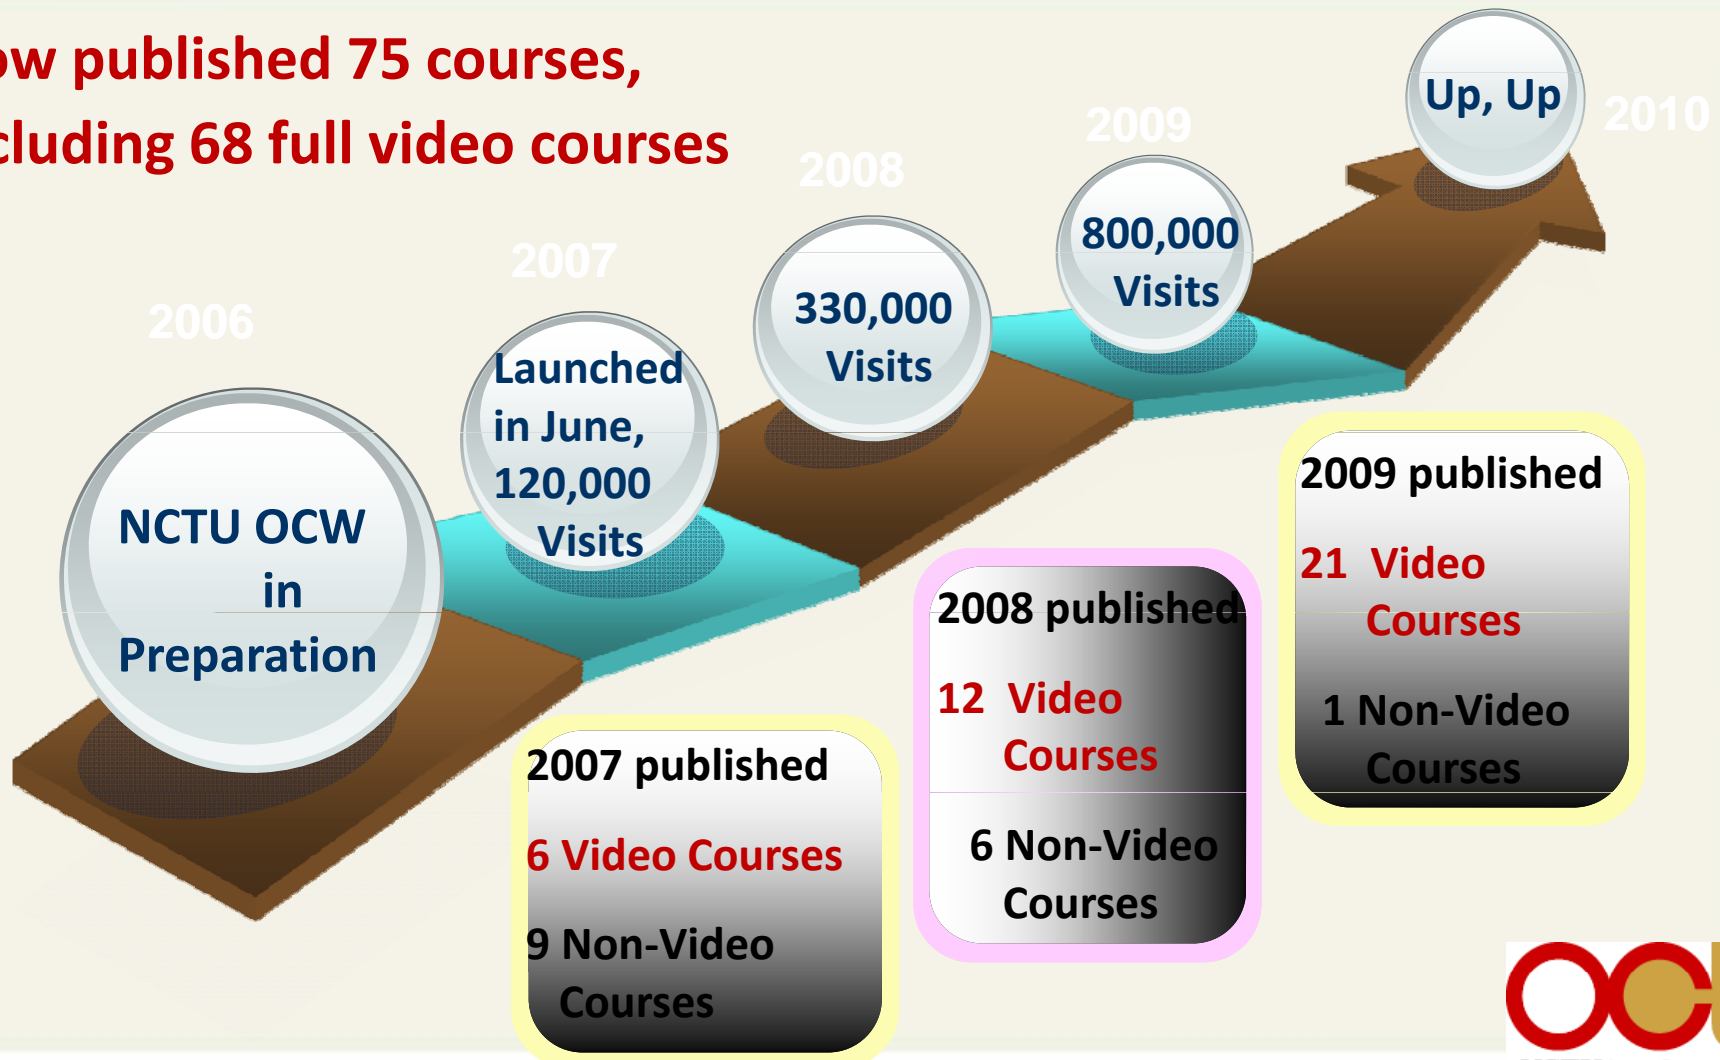 ow published 75 courses,
cluding 68 full video courses
2006
2007
2008
2009
2010
NCTU OCW
in
Preparation
Launched
in June,
120,000
Visits
330,000
Visits
800,000
Visits
Up, Up
2007 published
6 Video Courses
9 Non-Video
Courses
2008 published
12 Video
Courses
6 Non-Video
Courses
2009 published
21 Video
Courses
1 Non-Video
Courses
OC